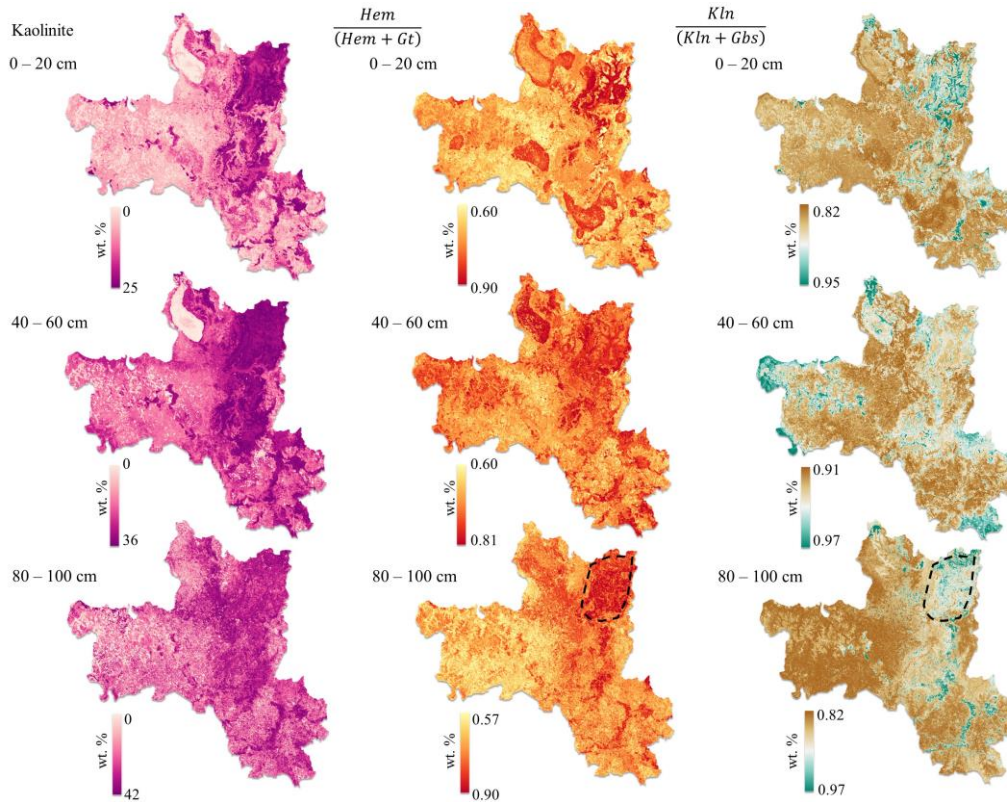 Kaolinite
0 – 20 cm
wt. %
0
25
Hem
(Hem + Gt)
0 – 20 cm
wt. %
0.60
0.90
Kln
(Kln + Gbs)
0 – 20 cm
wt. %
0.82
0.95
40 – 60 cm
wt. %
0
36
40 – 60 cm
wt. %
0.60
0.81
40 – 60 cm
wt. %
0.91
0.97
80 – 100 cm
wt. %
0
42
80 – 100 cm
wt. %
0.57
0.90
80 – 100 cm
wt. %
0.82
0.97